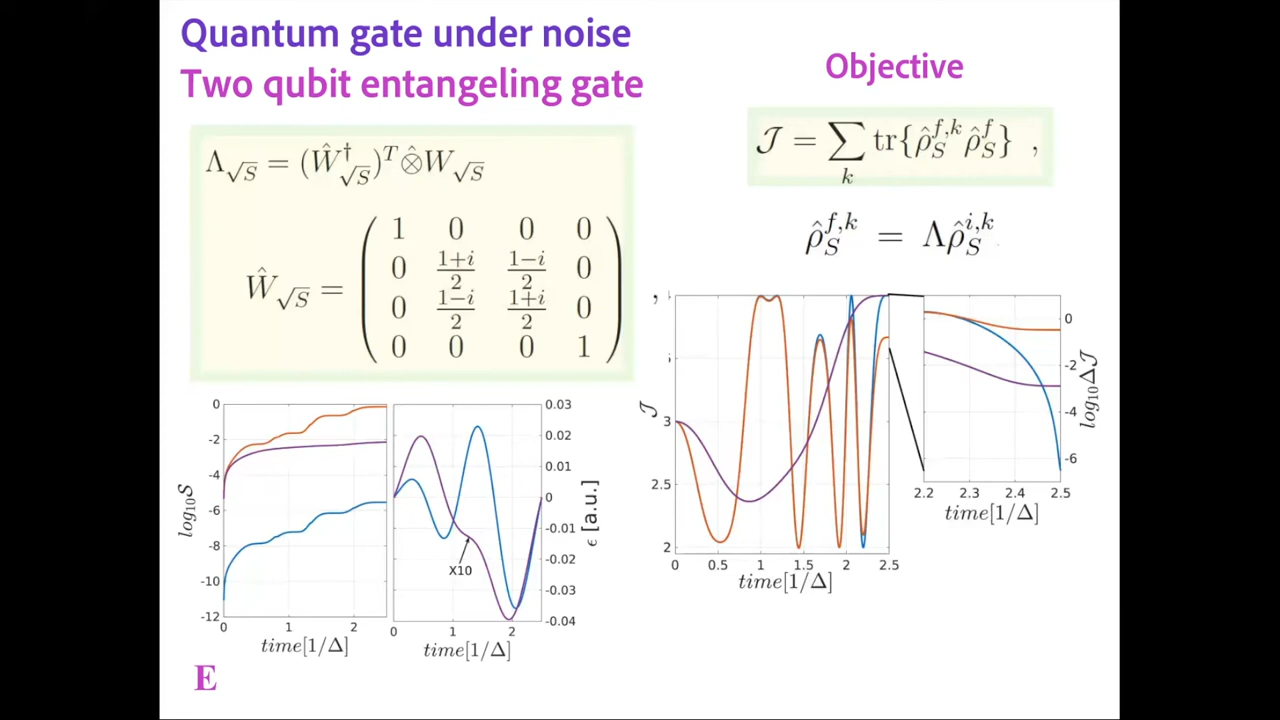 Quantum gate under noise
Two qubit entangeling gate
Objective
Λ_√S = (Ŵ†_√S)^T ⊗̂ W_√S
Ŵ_√S =
1 0 0 0
0 (1+i)/2 (1−i)/2 0
0 (1−i)/2 (1+i)/2 0
0 0 0 1
𝒥 = ∑_k tr{ρ̂_S^{f,k} ρ̂_S^f} ,
ρ̂_S^{f,k} = Λρ̂_S^{i,k}
log₁₀𝒮
0
-2
-4
-6
-8
-10
-12
0 1 2
time[1/Δ]
X10
0.03
0.02
0.01
0
-0.01
-0.02
-0.03
-0.04
ϵ [a.u.]
0 1 2
time[1/Δ]
,
𝒥
3
2.5
2
0 0.5 1 1.5 2 2.5
time[1/Δ]
0
-2
-4
-6
log₁₀Δ𝒥
2.2 2.3 2.4 2.5
time[1/Δ]
E